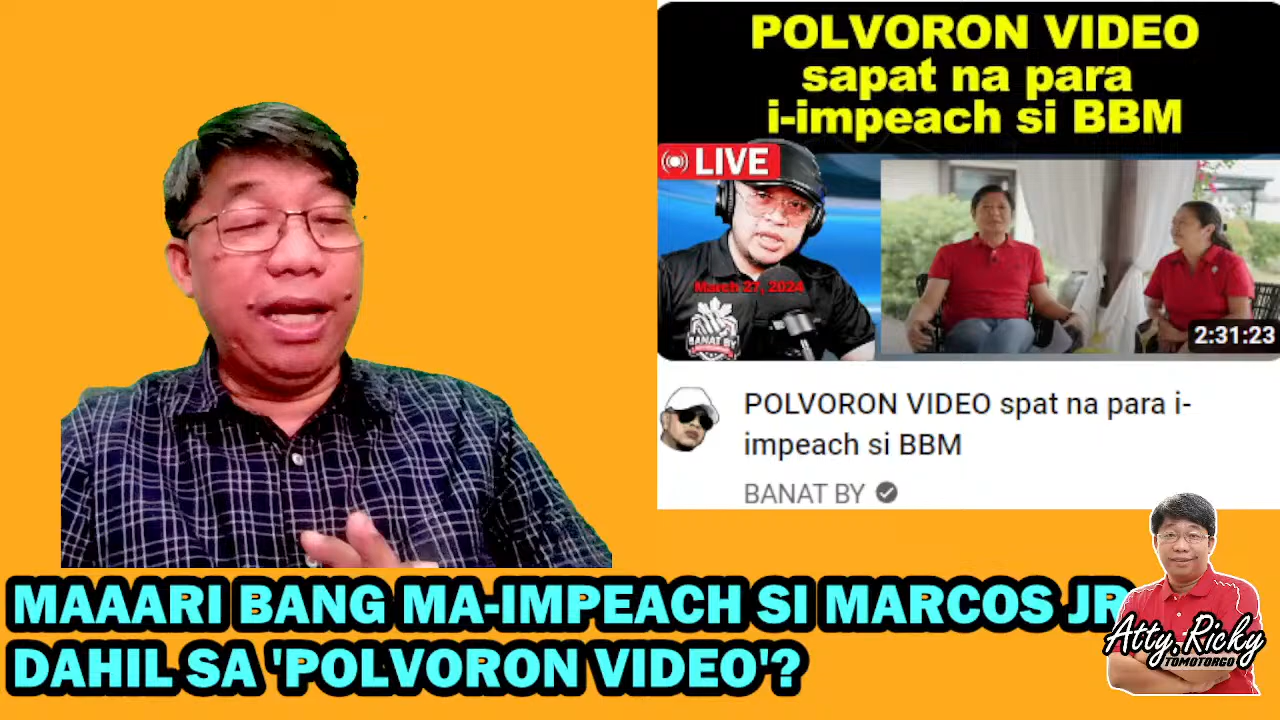 POLVORON VIDEO
sapat na para
i-impeach si BBM
LIVE
March 27, 2024
BANAT BY
2:31:23
POLVORON VIDEO spat na para i-
impeach si BBM
BANAT BY
MAAARI BANG MA-IMPEACH SI MARCOS JR
DAHIL SA 'POLVORON VIDEO'?
Atty. Ricky
TOMOTORGO